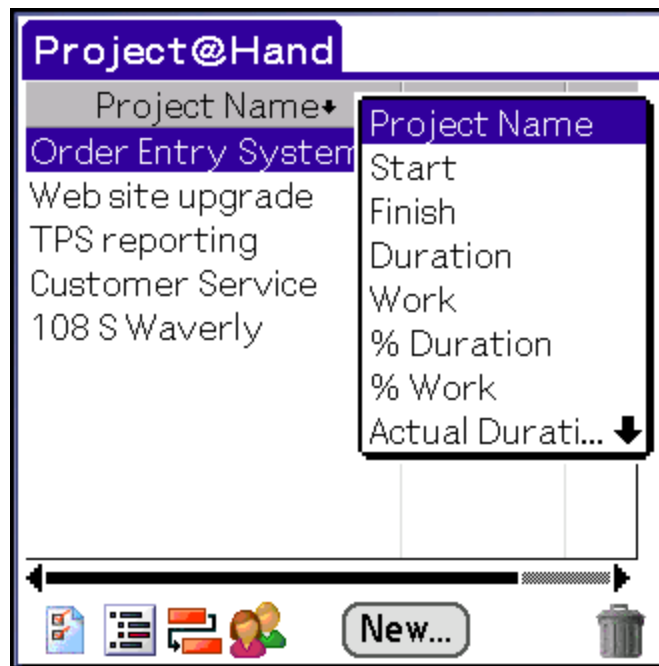 Project@Hand
Project Name
Order Entry System
Web site upgrade
TPS reporting
Customer Service
108 S Waverly
Project Name
Start
Finish
Duration
Work
% Duration
% Work
Actual Durati...
New...